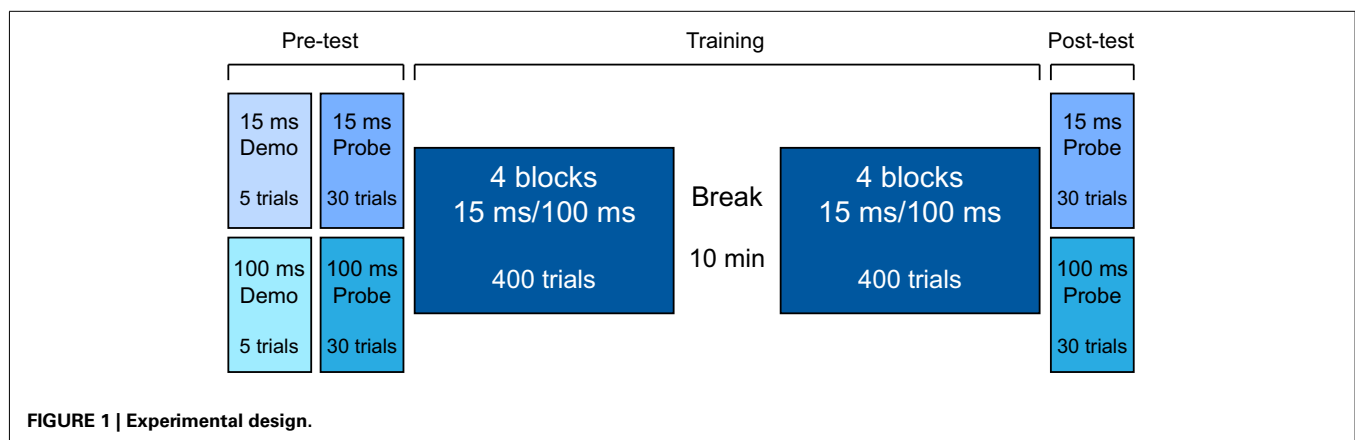 Pre-test
Training
Post-test
15 ms
Demo
5 trials
15 ms
Probe
30 trials
100 ms
Demo
5 trials
100 ms
Probe
30 trials
4 blocks
15 ms/100 ms
400 trials
Break
10 min
4 blocks
15 ms/100 ms
400 trials
15 ms
Probe
30 trials
100 ms
Probe
30 trials
FIGURE 1 | Experimental design.